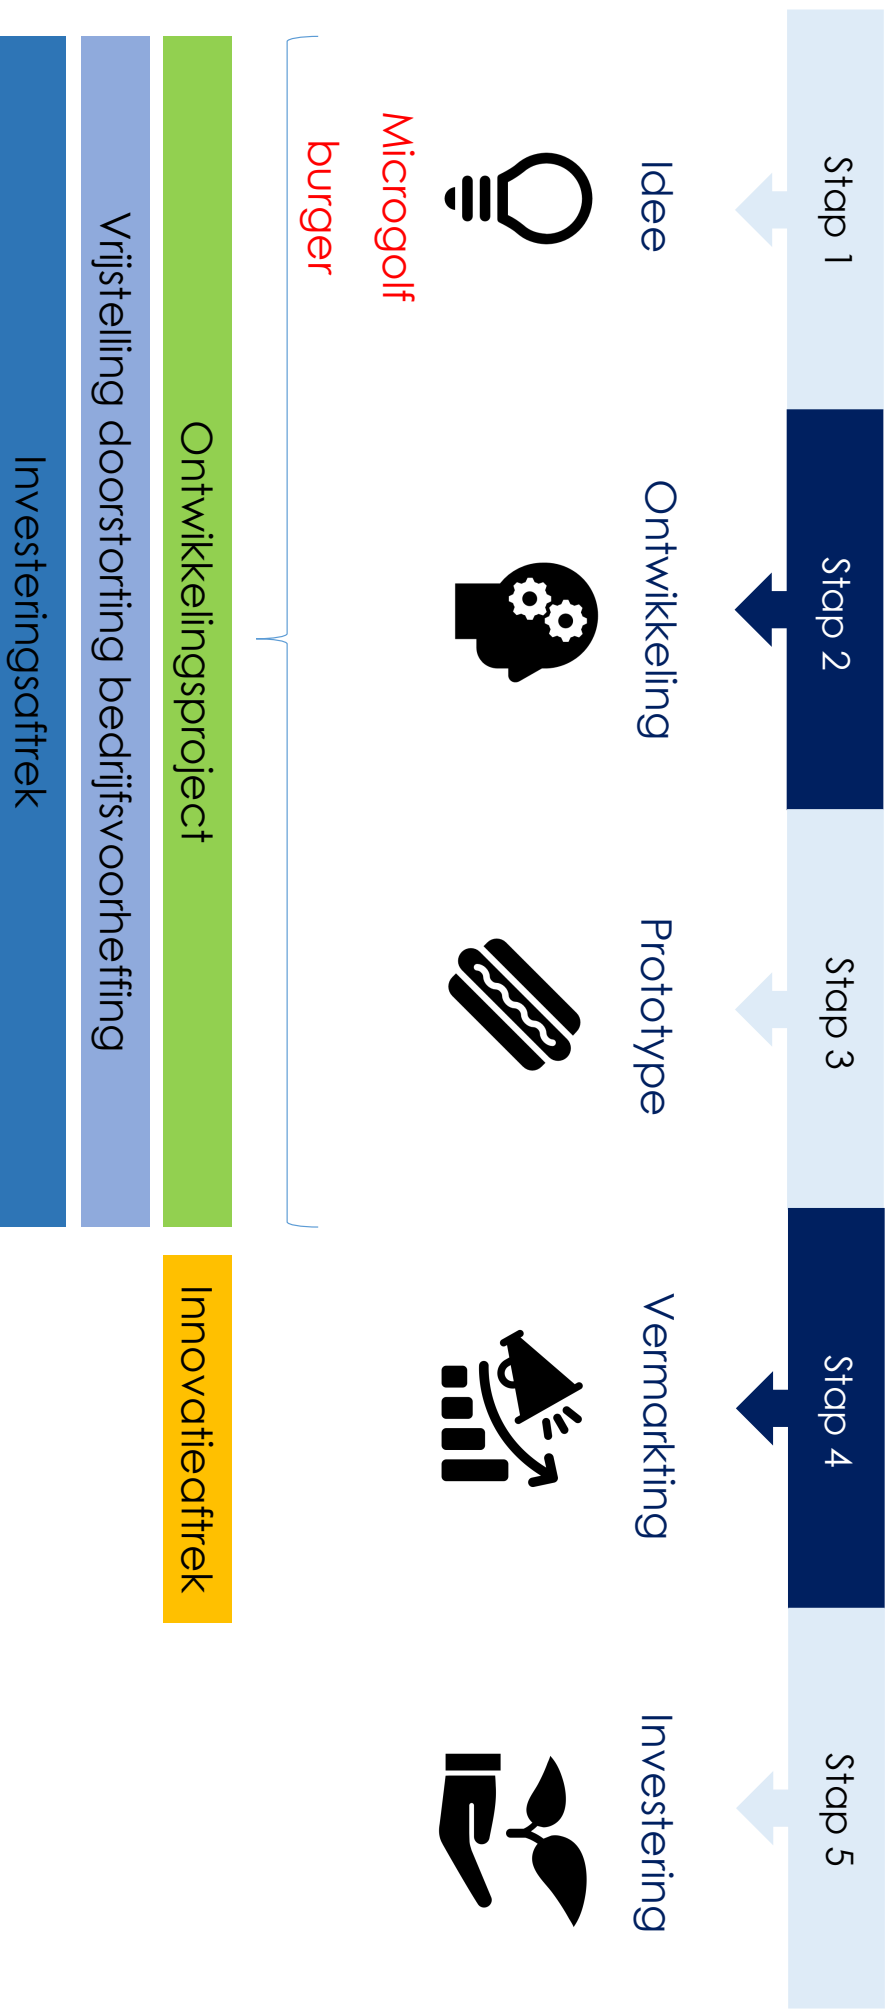 Stap 1
Stap 2
Stap 3
Stap 4
Stap 5
Idee
Ontwikkeling
Prototype
Vermarkting
Investering
Microgolf
burger
Ontwikkelingsproject
Innovatieaftrek
Vrijstelling doorstorting bedrijfsvoorheffing
Investeringsaftrek